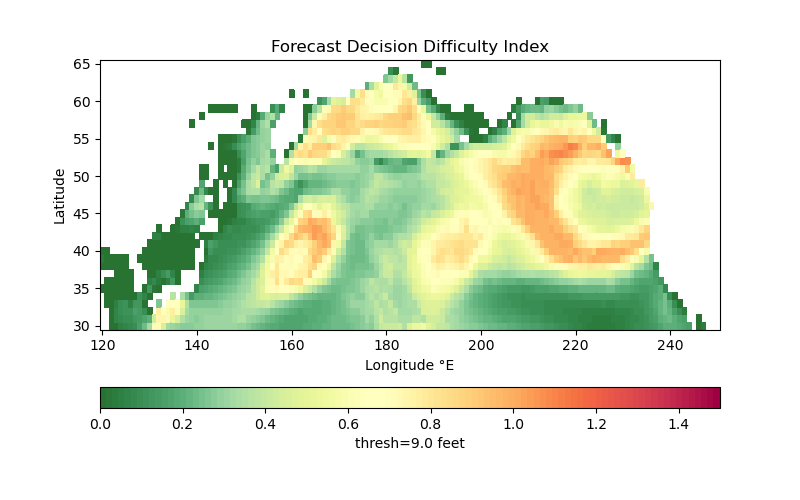 Forecast Decision Difficulty Index
65
60
55
50
45
40
35
30
Latitude
120 140 160 180 200 220 240
Longitude °E
0.0 0.2 0.4 0.6 0.8 1.0 1.2 1.4
thresh=9.0 feet